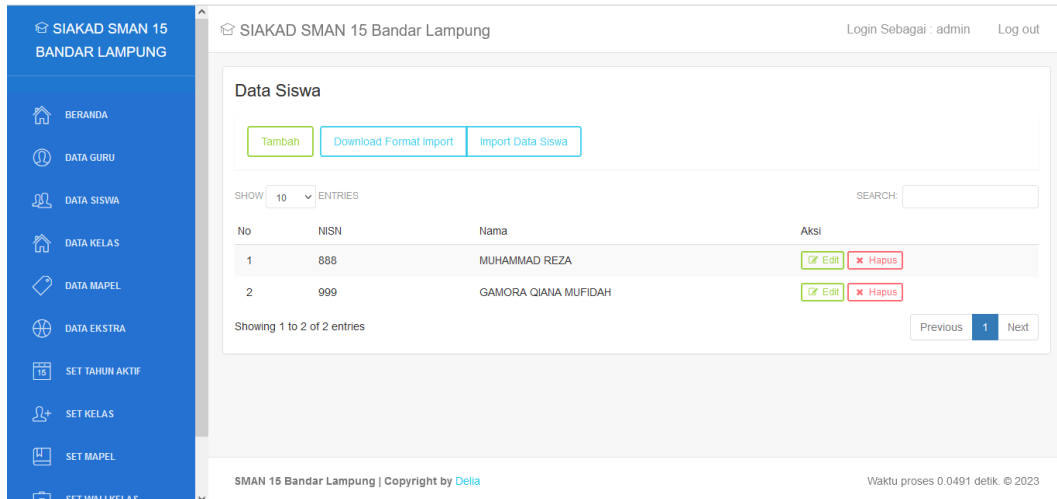 SIAKAD SMAN 15
BANDAR LAMPUNG
BERANDA
DATA GURU
DATA SISWA
DATA KELAS
DATA MAPEL
DATA EKSTRA
15 SET TAHUN AKTIF
SET KELAS
SET MAPEL
SET WALI KELAS
SIAKAD SMAN 15 Bandar Lampung
Login Sebagai : admin Log out
Data Siswa
Tambah Download Format Import Import Data Siswa
SHOW 10 ENTRIES SEARCH:
No NISN Nama Aksi
1 888 MUHAMMAD REZA Edit Hapus
2 999 GAMORA QIANA MUFIDAH Edit Hapus
Showing 1 to 2 of 2 entries Previous 1 Next
SMAN 15 Bandar Lampung | Copyright by Delia Waktu proses 0.0491 detik. © 2023